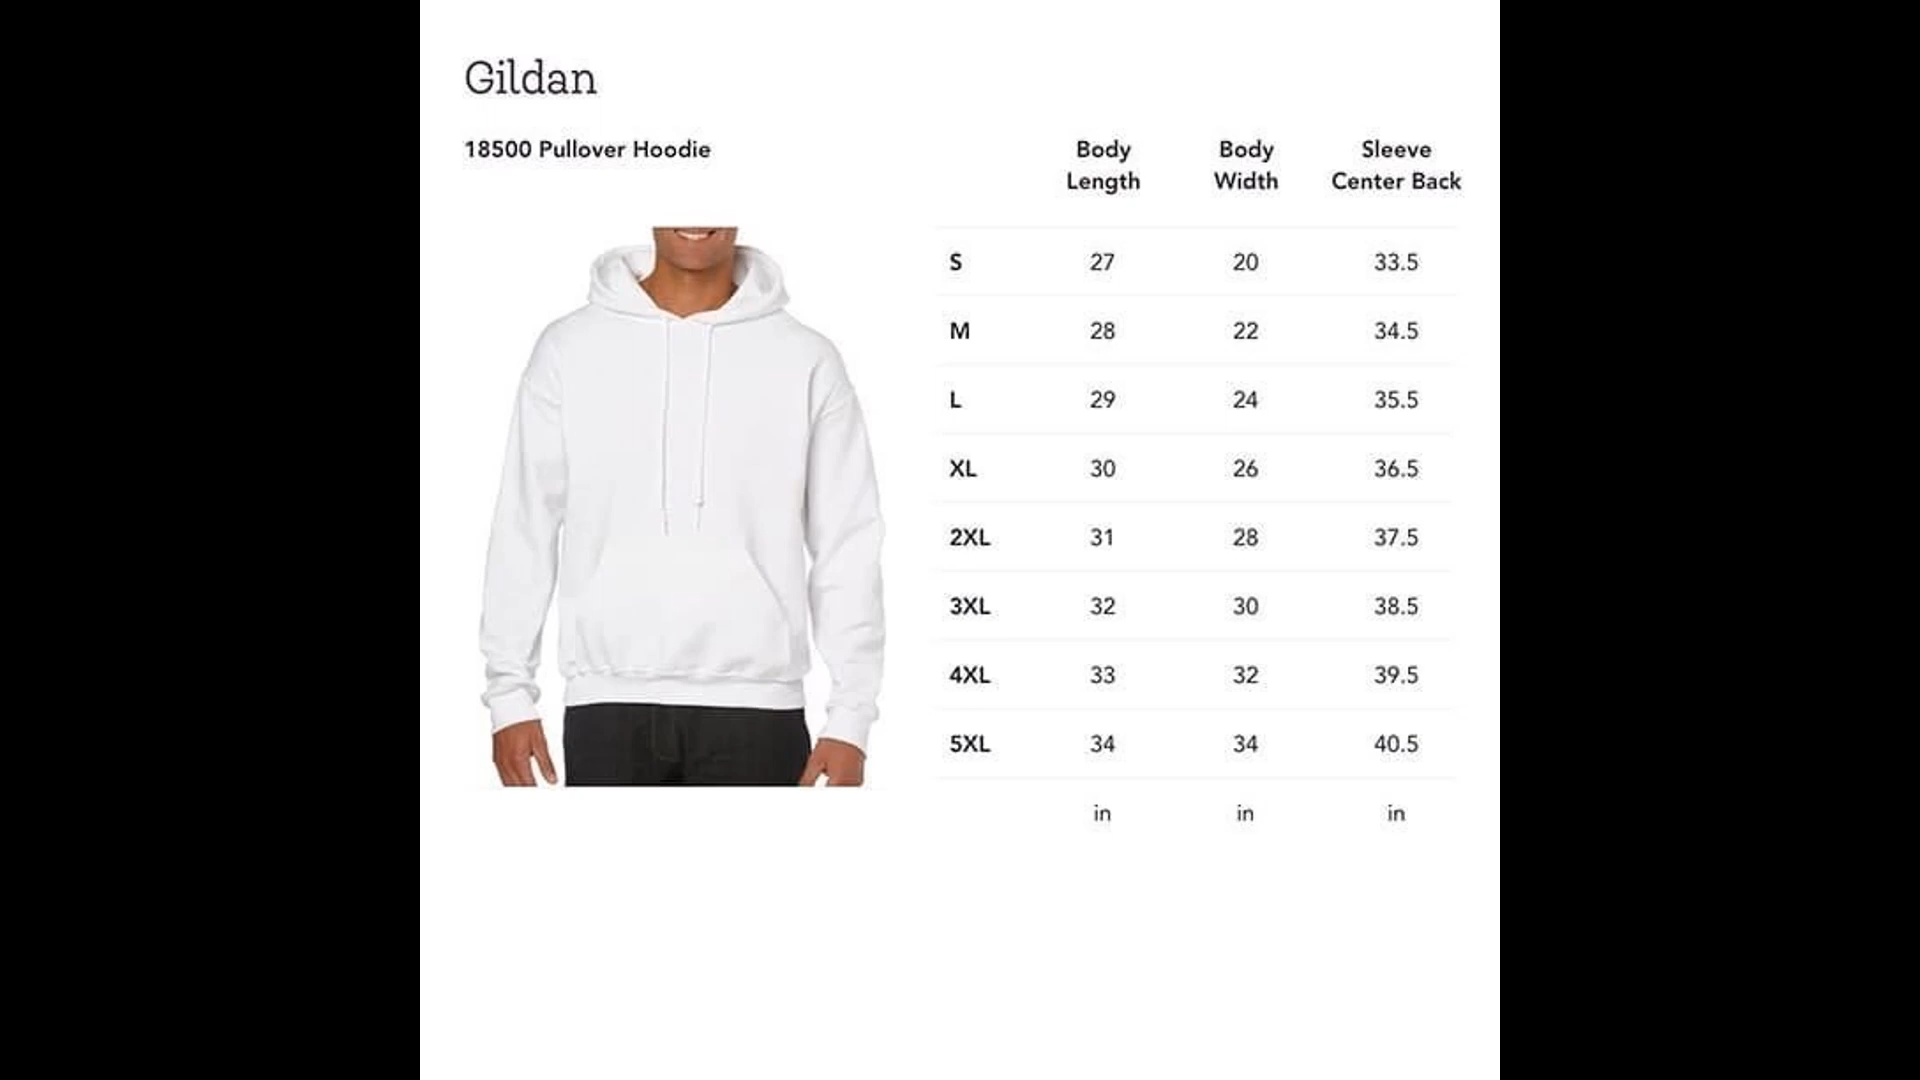 Gildan
18500 Pullover Hoodie
Body Length
Body Width
Sleeve Center Back
S 27 20 33.5
M 28 22 34.5
L 29 24 35.5
XL 30 26 36.5
2XL 31 28 37.5
3XL 32 30 38.5
4XL 33 32 39.5
5XL 34 34 40.5
in in in